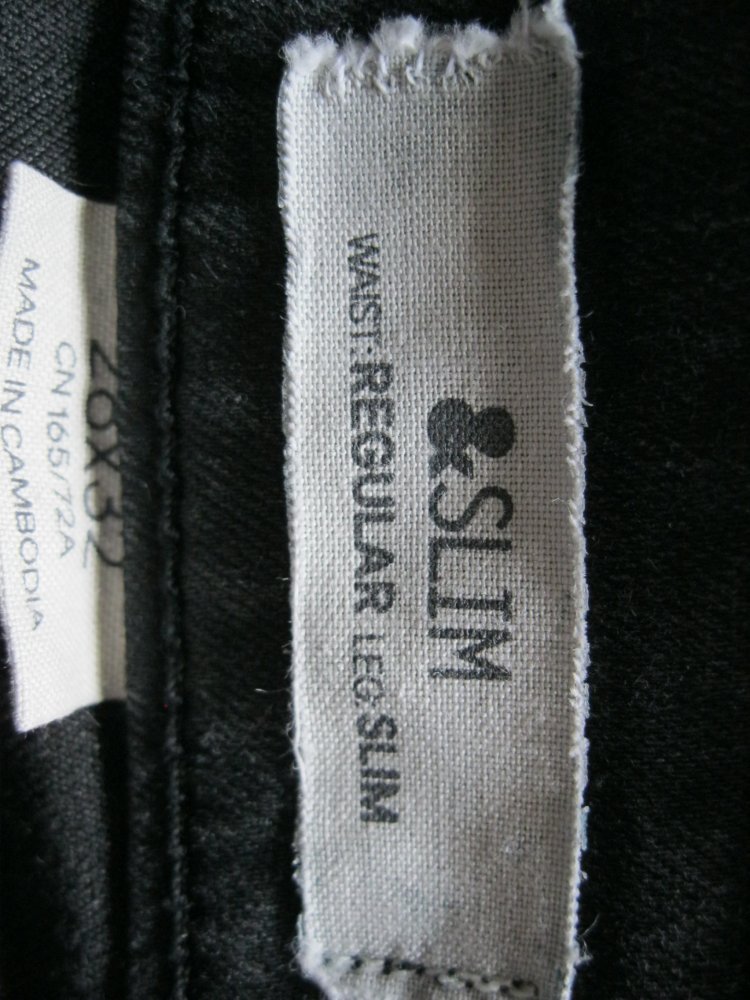 &SLIM
WAIST: REGULAR LEG: SLIM
26X32
CN 165/72A
MADE IN CAMBODIA